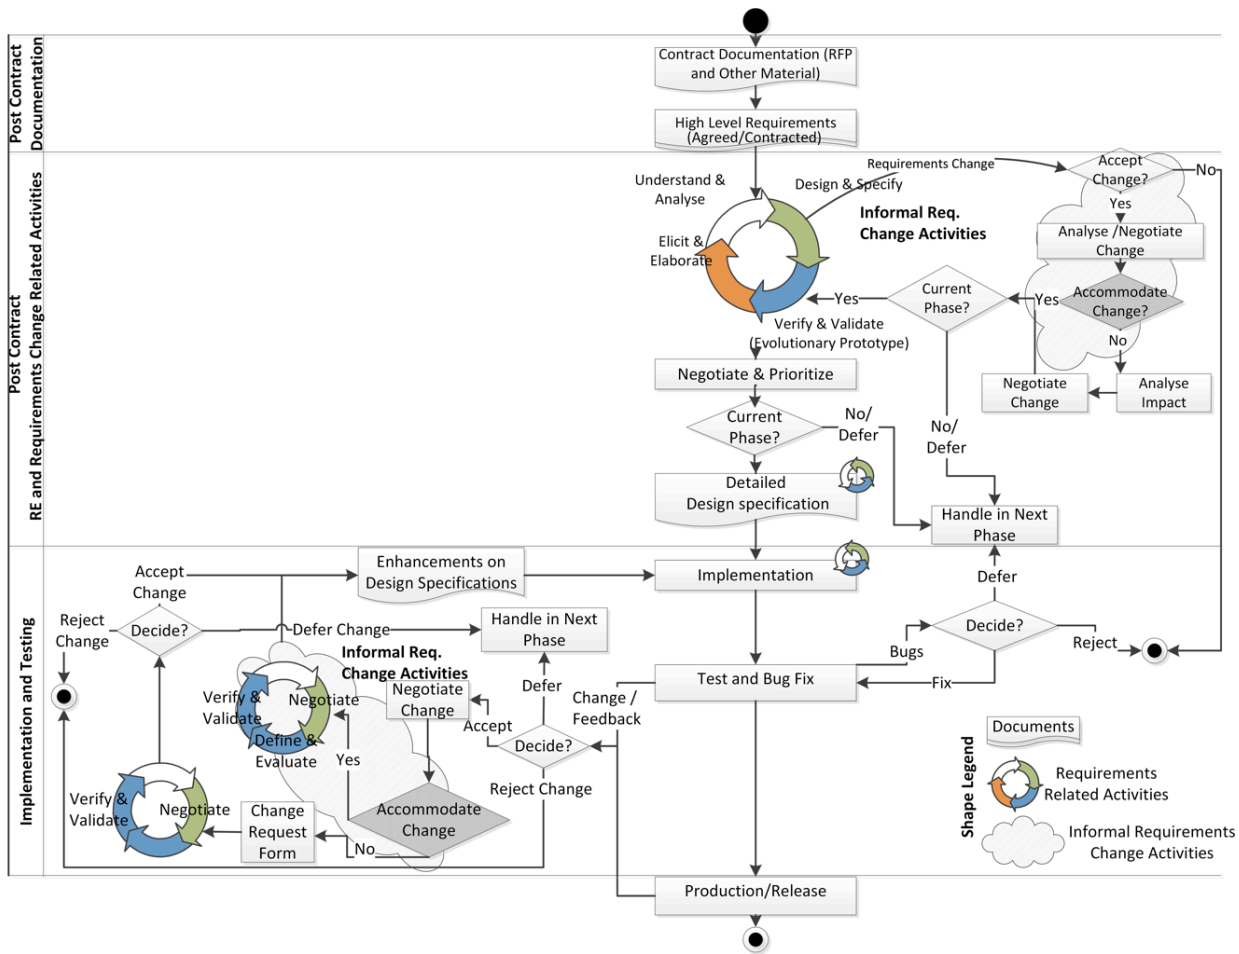 Post Contract
Documentation
Contract Documentation (RFP
and Other Material)
High Level Requirements
(Agreed/Contracted)
Post Contract
RE and Requirements Change Related Activities
Understand &
Analyse
Design & Specify
Requirements Change
Accept
Change?
No
Yes
Informal Req.
Change Activities
Analyse /Negotiate
Change
Elicit &
Elaborate
Current
Phase?
Yes
Yes
Accommodate
Change?
Verify & Validate
(Evolutionary Prototype)
No
Negotiate & Prioritize
Negotiate
Change
Analyse
Impact
Current
Phase?
No/
Defer
No/
Defer
Detailed
Design specification
Handle in Next
Phase
Implementation and Testing
Accept
Change
Enhancements on
Design Specifications
Implementation
Defer
Reject
Change
Decide?
Defer Change
Handle in Next
Phase
Decide?
Reject
Bugs
Informal Req.
Change Activities
Test and Bug Fix
Fix
Verify &
Validate
Negotiate
Define &
Evaluate
Negotiate
Change
Defer
Change /
Feedback
Accept
Decide?
Yes
Reject Change
Verify &
Validate
Negotiate
Change
Request
Form
Accommodate
Change
No
Shape Legend
Documents
Requirements
Related Activities
Informal Requirements
Change Activities
Production/Release